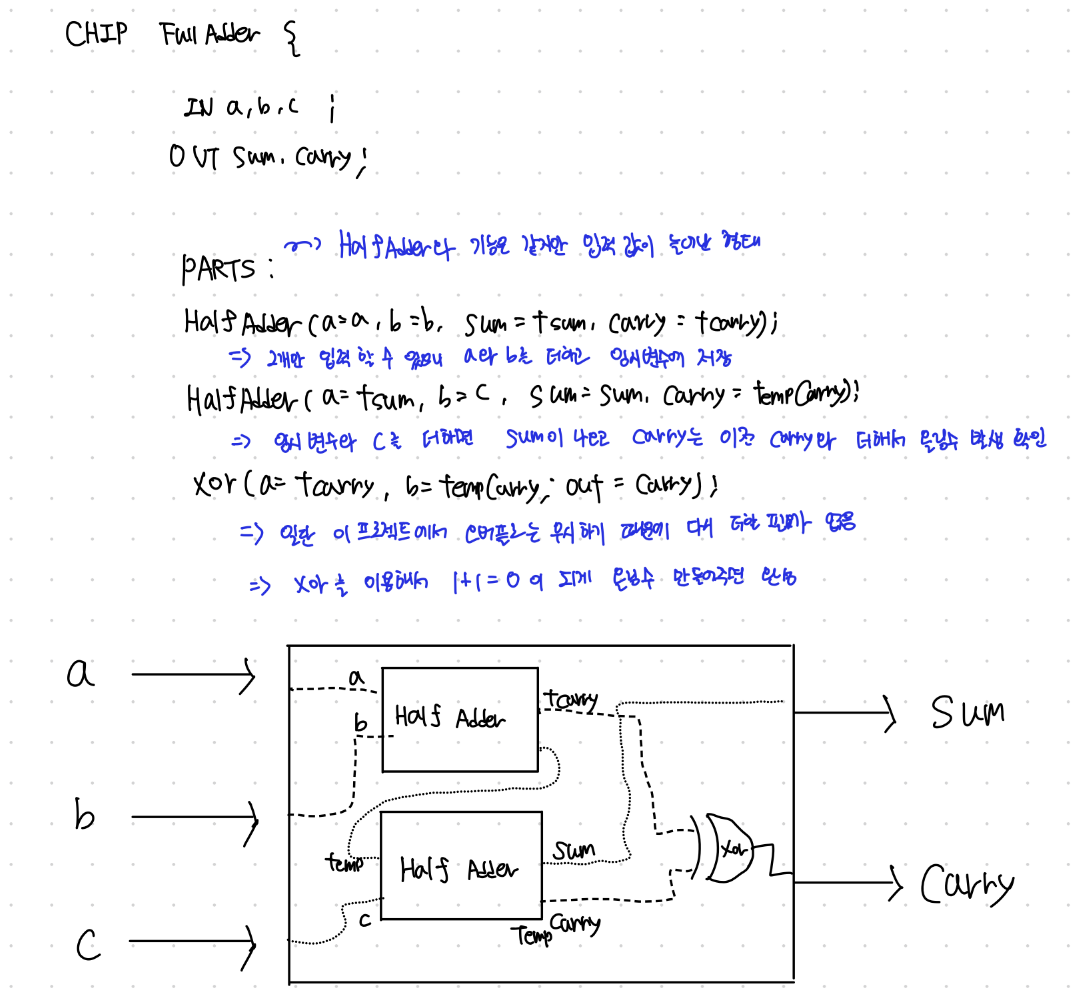 CHIP Full Adder {
IN a, b, c ;
OUT Sum, Carry ;
~> HalfAdder와 기능은 같지만 입력 값이 늘어난 형태
PARTS :
HalfAdder (a=a, b=b, sum=tsum, carry=tcarry);
=> 2개만 입력 할 수 있으니 a와 b를 더하고 임시변수에 저장
HalfAdder (a=tsum, b=c, sum=sum, carry=tempCarry);
=> 임시 변수와 c를 더하면 sum이 나오고 carry는 이전 carry와 더해서 올림수 발생 확인
xor (a=tcarry, b=tempCarry, out=carry);
=> 일단 이 프로젝트에서 오버플로는 무시하기 때문에 다시 더할 필요가 없음
=> xor를 이용해서 1+1=0 이 되게 올림수 만들어주면 완성
a
a
Half Adder
tcarry
Sum
b
b
temp
Half Adder
Sum
xor
Carry
c
c
Temp Carry